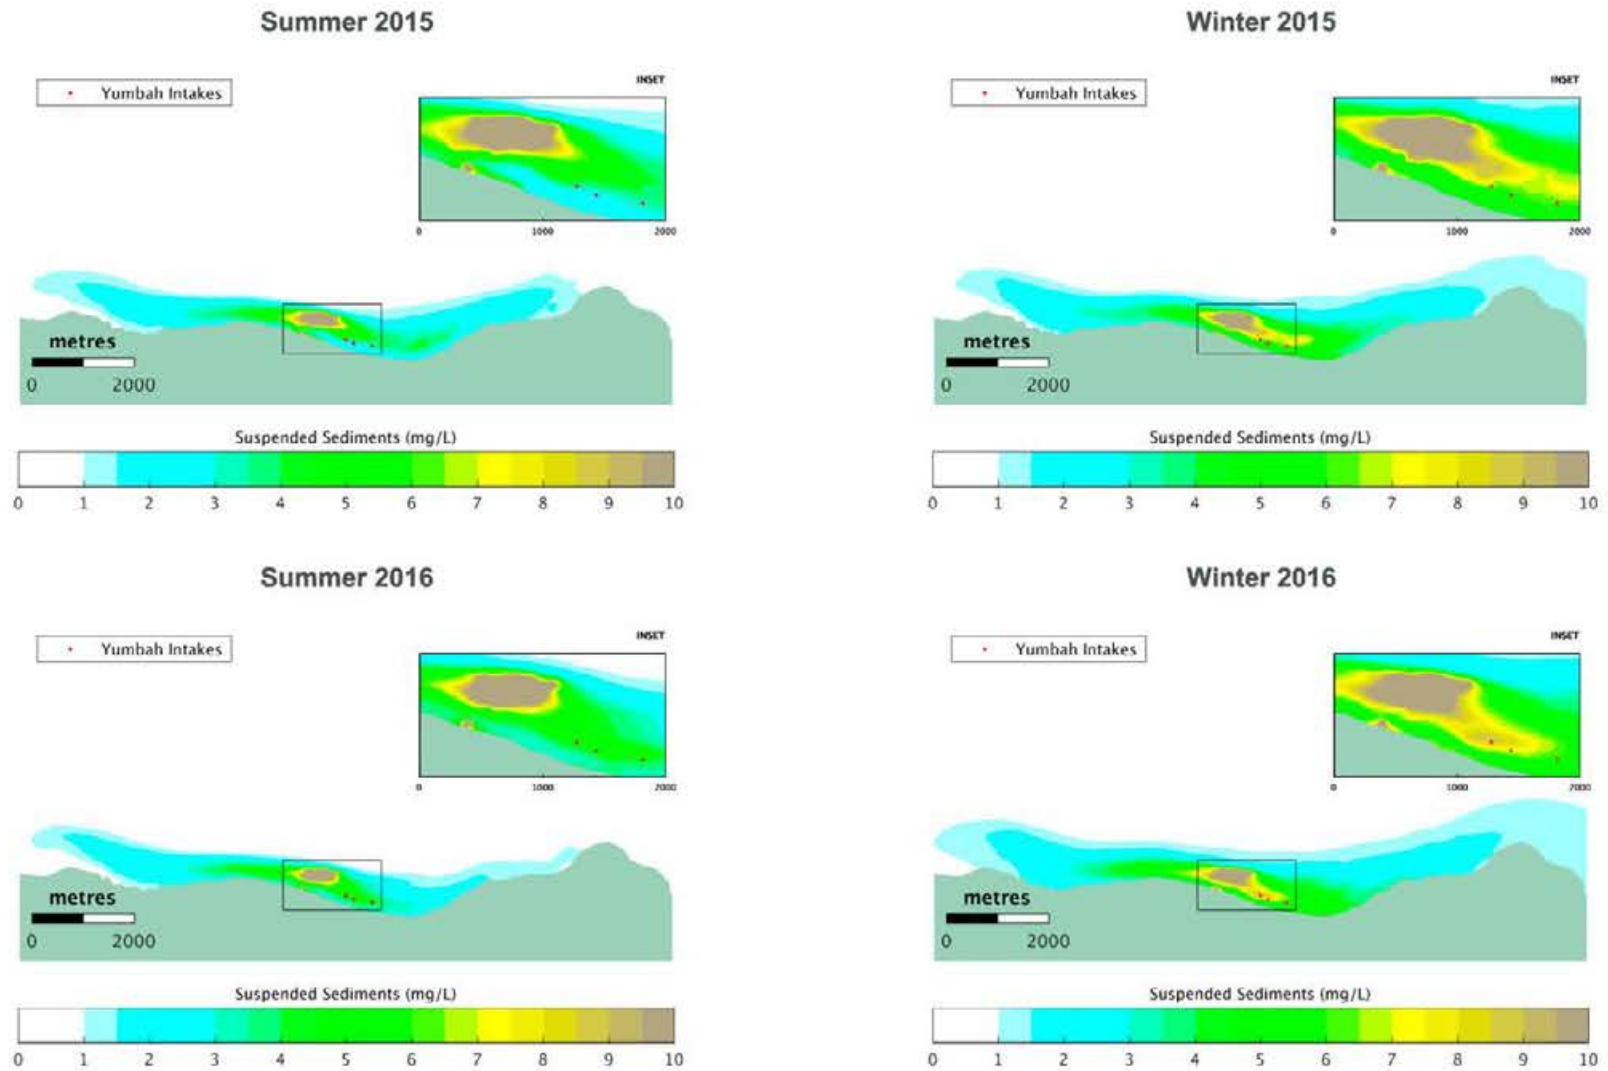 Summer 2015
Winter 2015
Yumbah Intakes
INSET
0 1000 2000
metres
0 2000
Suspended Sediments (mg/L)
0 1 2 3 4 5 6 7 8 9 10
Yumbah Intakes
INSET
0 1000 2000
metres
0 2000
Suspended Sediments (mg/L)
0 1 2 3 4 5 6 7 8 9 10
Summer 2016
Winter 2016
Yumbah Intakes
INSET
0 1000 2000
metres
0 2000
Suspended Sediments (mg/L)
0 1 2 3 4 5 6 7 8 9 10
Yumbah Intakes
INSET
0 1000 2000
metres
0 2000
Suspended Sediments (mg/L)
0 1 2 3 4 5 6 7 8 9 10